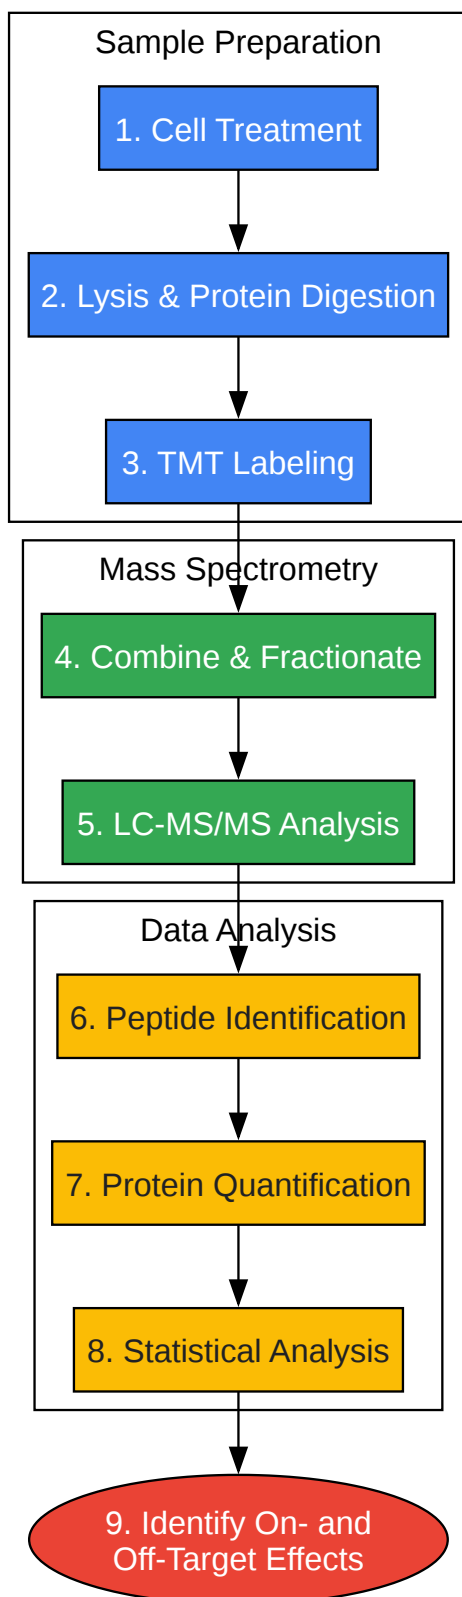 Sample Preparation
1. Cell Treatment
2. Lysis & Protein Digestion
3. TMT Labeling
Mass Spectrometry
4. Combine & Fractionate
5. LC-MS/MS Analysis
Data Analysis
6. Peptide Identification
7. Protein Quantification
8. Statistical Analysis
9. Identify On- and
Off-Target Effects